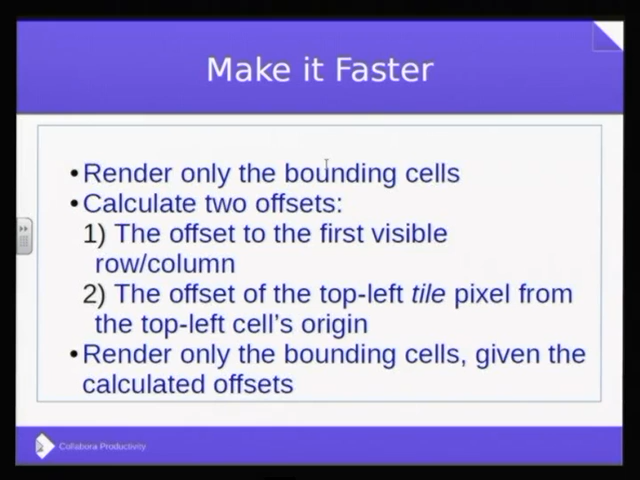 Make it Faster
•Render only the bounding cells
•Calculate two offsets:
1) The offset to the first visible
row/column
2) The offset of the top-left tile pixel from
the top-left cell's origin
•Render only the bounding cells, given the
calculated offsets
Collabora Productivity